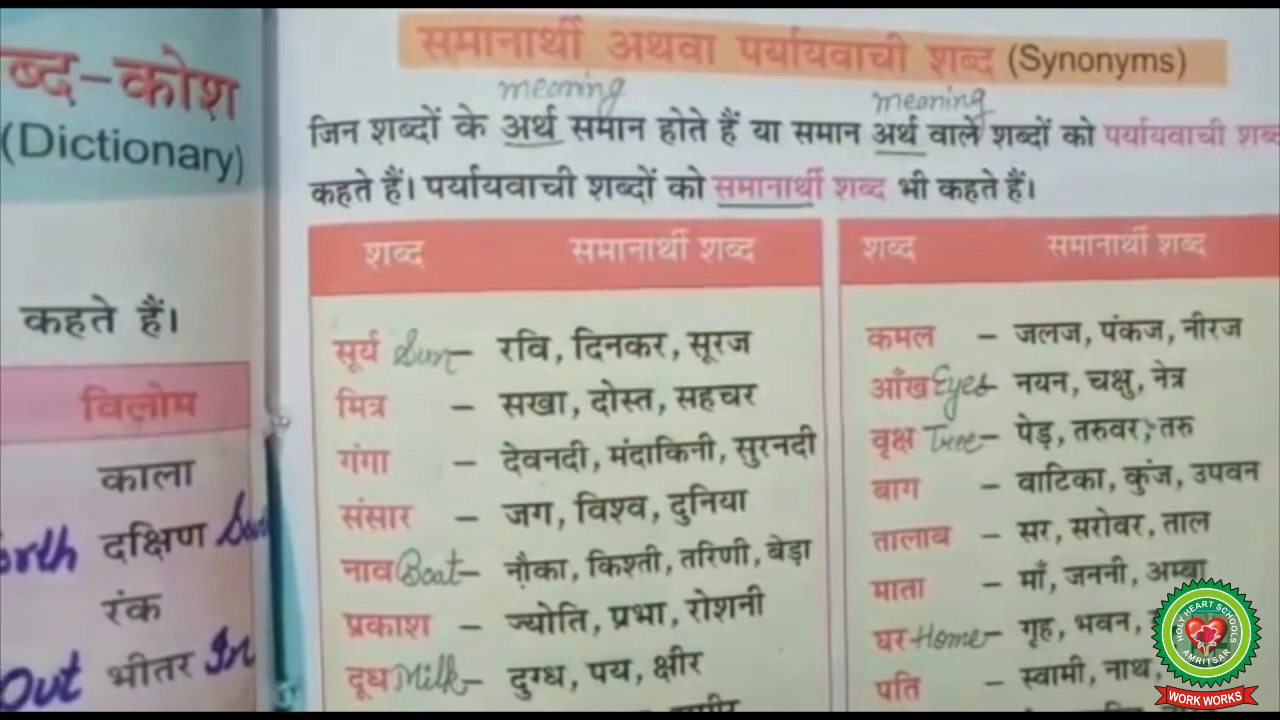 ब्द-कोश
(Dictionary)
कहते हैं।
विलोम
काला
orth दक्षिण
रंक
Out भीतर In
समानार्थी अथवा पर्यायवाची शब्द (Synonyms)
meaning meaning
जिन शब्दों के अर्थ समान होते हैं या समान अर्थ वाले शब्दों को पर्यायवाची शब्द
कहते हैं। पर्यायवाची शब्दों को समानार्थी शब्द भी कहते हैं।
शब्द समानार्थी शब्द
सूर्य Sun – रवि, दिनकर, सूरज
मित्र – सखा, दोस्त, सहचर
गंगा – देवनदी, मंदाकिनी, सुरनदी
संसार – जग, विश्व, दुनिया
नाव Boat – नौका, किश्ती, तरिणी, बेड़ा
प्रकाश – ज्योति, प्रभा, रोशनी
दूध Milk – दुग्ध, पय, क्षीर
शब्द समानार्थी शब्द
कमल – जलज, पंकज, नीरज
आँख Eyes – नयन, चक्षु, नेत्र
वृक्ष Tree – पेड़, तरुवर, तरु
बाग – वाटिका, कुंज, उपवन
तालाब – सर, सरोवर, ताल
माता – माँ, जननी, अम्बा
घर Home – गृह, भवन,
पति – स्वामी, नाथ,
HOLY HEART SCHOOLS
AMRITSAR
WORK WORKS